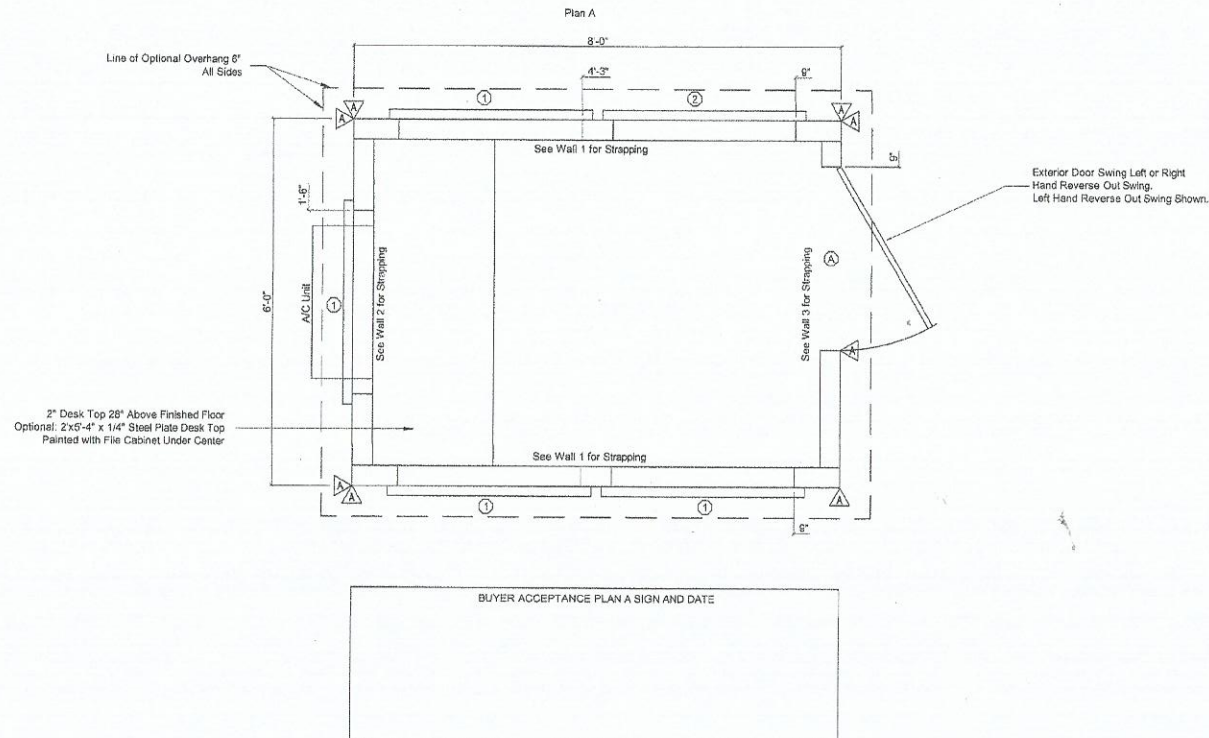 Plan A
8'-0"
Line of Optional Overhang 6"
All Sides
4'-3"
9"
1
2
A
A
A
A
See Wall 1 for Strapping
9"
Exterior Door Swing Left or Right
Hand Reverse Out Swing.
Left Hand Reverse Out Swing Shown.
1'-6"
A
6'-0"
A/C Unit
1
See Wall 2 for Strapping
See Wall 3 for Strapping
A
2" Desk Top 28" Above Finished Floor
Optional: 2'x5'-4" x 1/4" Steel Plate Desk Top
Painted with File Cabinet Under Center
See Wall 1 for Strapping
A
A
A
1
1
9"
BUYER ACCEPTANCE PLAN A SIGN AND DATE